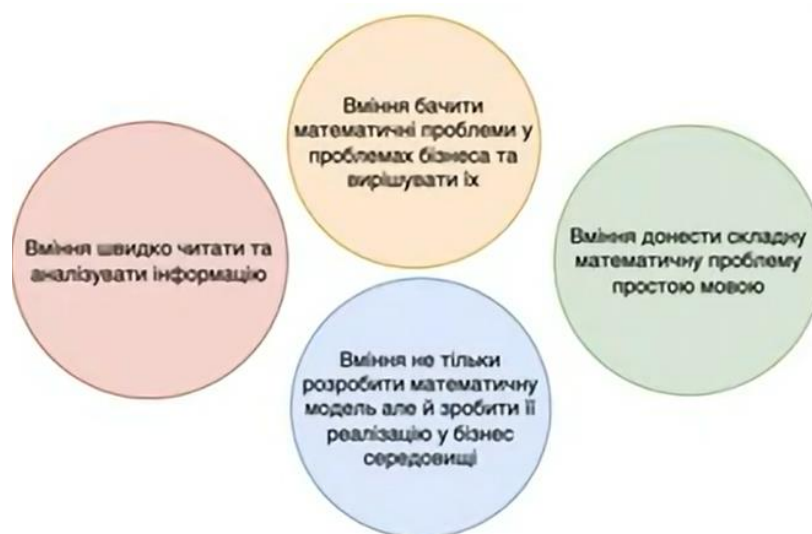 Вміння бачити
математичні проблеми у
проблемах бізнеса та
вирішувати їх
Вміння швидко читати та
аналізувати інформацію
Вміння донести складну
математичну проблему
простою мовою
Вміння не тільки
розробити математичну
модель але й зробити її
реалізацію у бізнес
середовищі